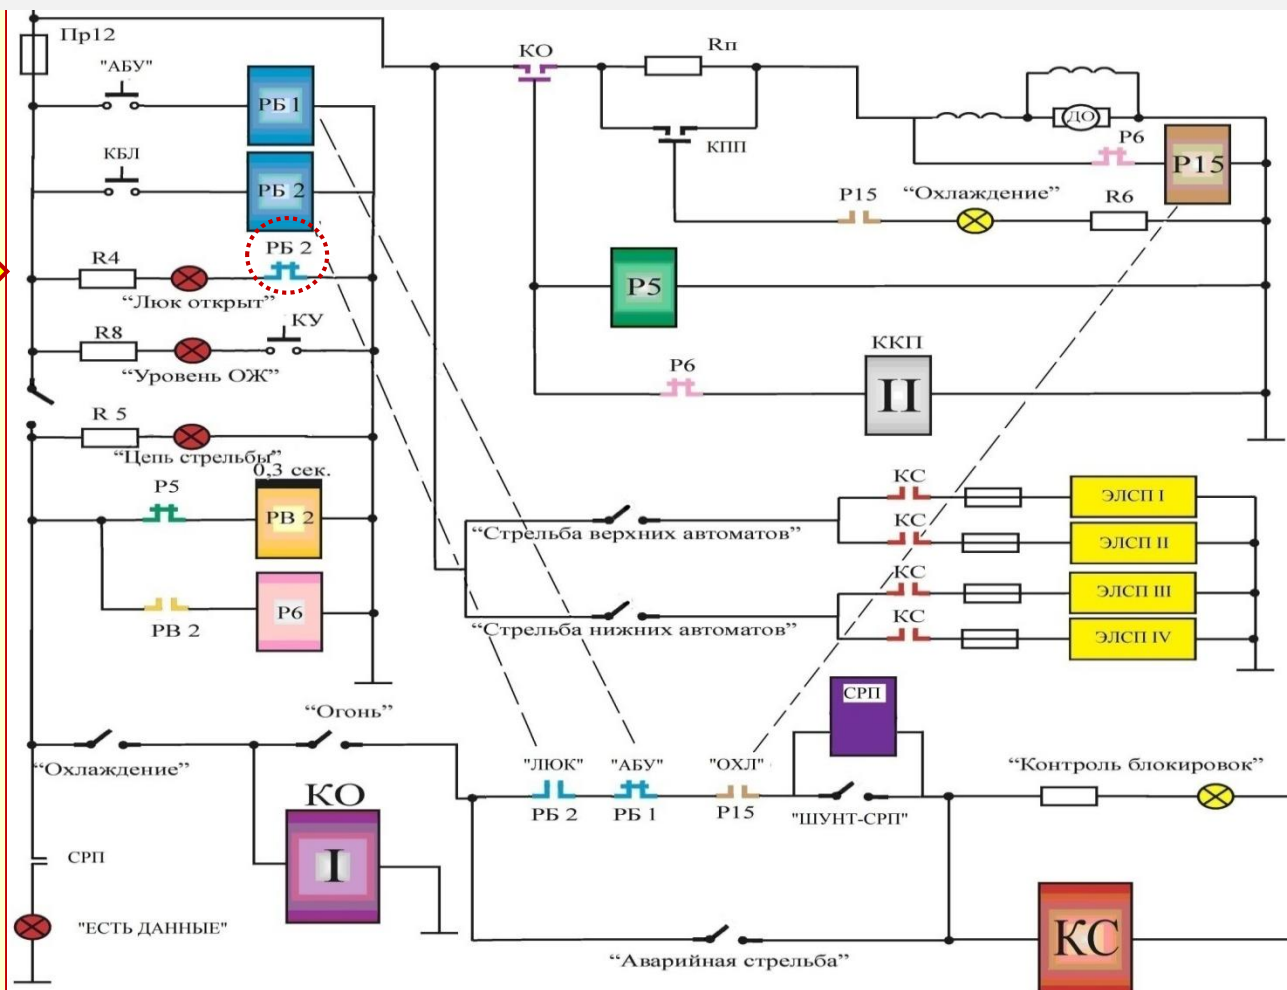 Пр12
"АБУ"
РБ 1
КБЛ
РБ 2
РБ 2
R4
“Люк открыт”
КУ
R8
“Уровень ОЖ”
R 5
“Цепь стрельбы”
0,3 сек.
Р5
РВ 2
РВ 2
Р6
КО
Rп
КПП
ДО
Р6
Р15
Р15
“Охлаждение”
R6
Р5
Р6
ККП
II
“Стрельба верхних автоматов”
“Стрельба нижних автоматов”
КС
ЭЛСП I
КС
ЭЛСП II
КС
ЭЛСП III
КС
ЭЛСП IV
“Охлаждение”
“Огонь”
КО
I
СРП
"ЕСТЬ ДАННЫЕ"
"ЛЮК"
РБ 2
"АБУ"
РБ 1
"ОХЛ"
Р15
СРП
"ШУНТ-СРП"
“Контроль блокировок”
“Аварийная стрельба”
КС